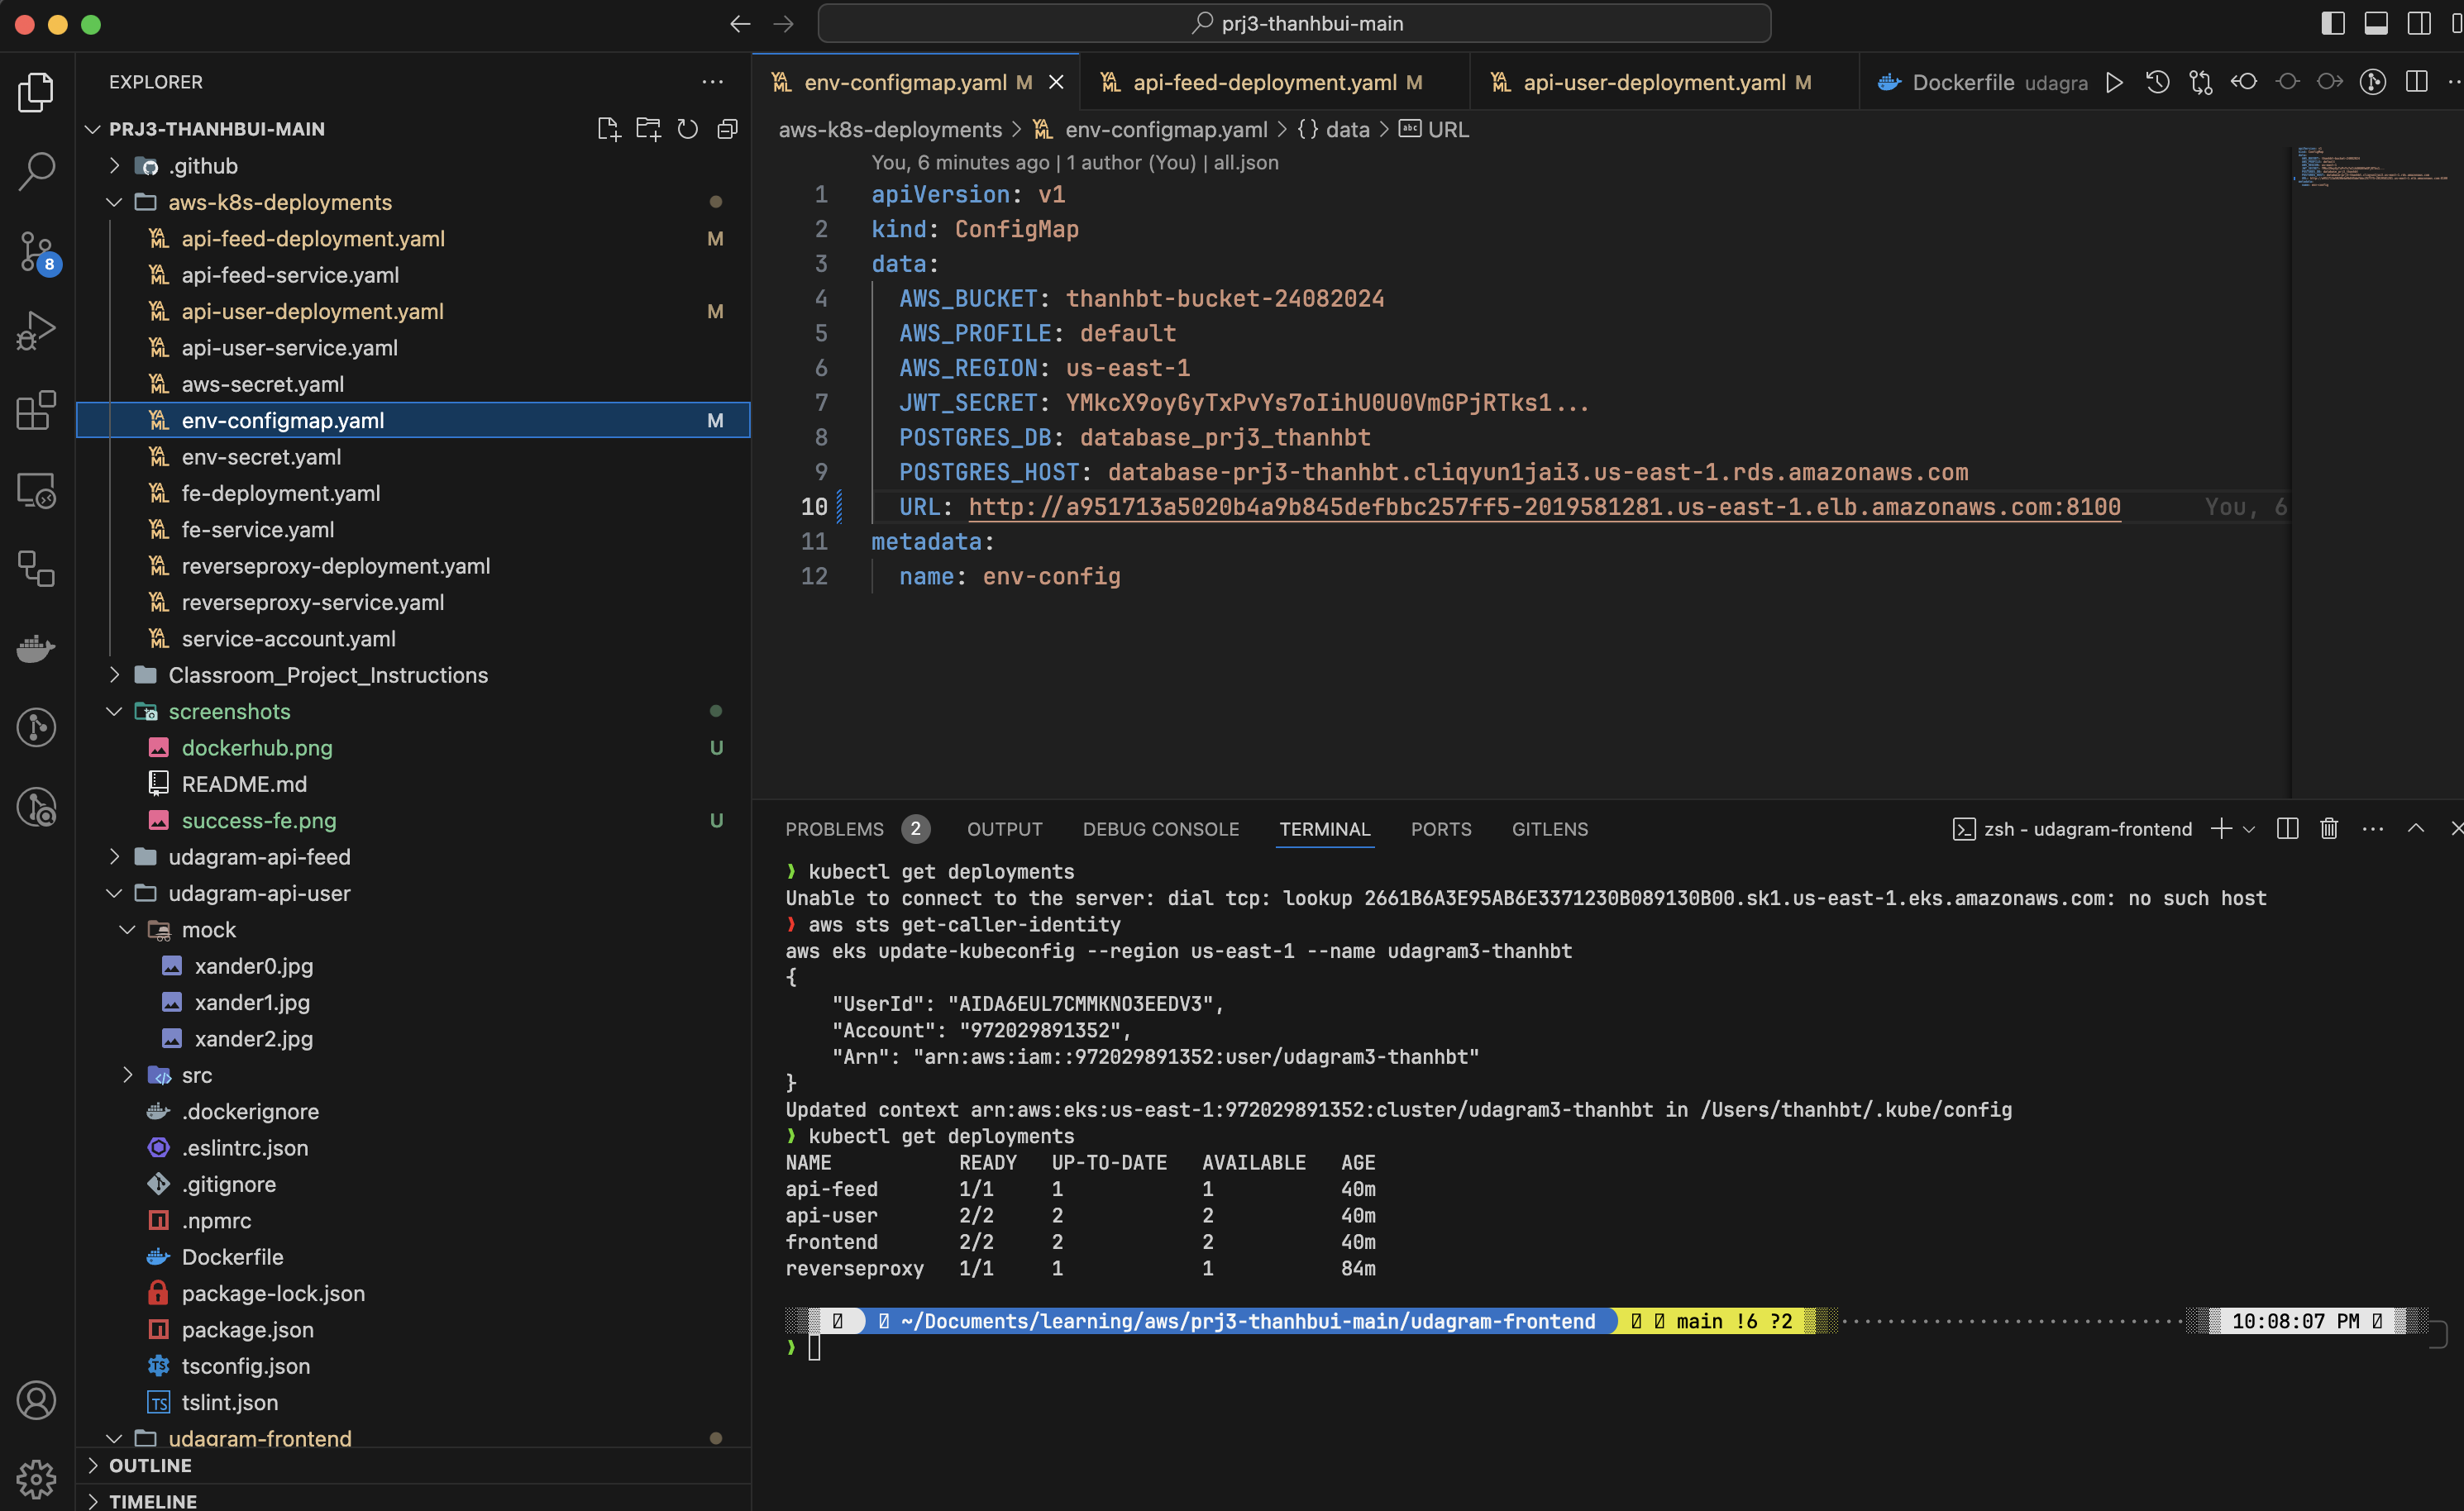 prj3-thanhbui-main
EXPLORER
PRJ3-THANHBUI-MAIN
.github
aws-k8s-deployments
api-feed-deployment.yaml M
api-feed-service.yaml
api-user-deployment.yaml M
api-user-service.yaml
aws-secret.yaml
env-configmap.yaml M
env-secret.yaml
fe-deployment.yaml
fe-service.yaml
reverseproxy-deployment.yaml
reverseproxy-service.yaml
service-account.yaml
Classroom_Project_Instructions
screenshots
dockerhub.png U
README.md
success-fe.png U
udagram-api-feed
udagram-api-user
mock
xander0.jpg
xander1.jpg
xander2.jpg
src
.dockerignore
.eslintrc.json
.gitignore
.npmrc
Dockerfile
package-lock.json
package.json
tsconfig.json
tslint.json
udagram-frontend
OUTLINE
TIMELINE
8
env-configmap.yaml M api-feed-deployment.yaml M api-user-deployment.yaml M Dockerfile udagra
aws-k8s-deployments > env-configmap.yaml > {} data > abc URL
You, 6 minutes ago | 1 author (You) | all.json
1 apiVersion: v1
2 kind: ConfigMap
3 data:
4 AWS_BUCKET: thanhbt-bucket-24082024
5 AWS_PROFILE: default
6 AWS_REGION: us-east-1
7 JWT_SECRET: YMkcX9oyGyTxPvYs7oIihU0U0VmGPjRTks1...
8 POSTGRES_DB: database_prj3_thanhbt
9 POSTGRES_HOST: database-prj3-thanhbt.cliqyun1jai3.us-east-1.rds.amazonaws.com
10 URL: http://a951713a5020b4a9b845defbbc257ff5-2019581281.us-east-1.elb.amazonaws.com:8100 You, 6
11 metadata:
12 name: env-config
PROBLEMS 2 OUTPUT DEBUG CONSOLE TERMINAL PORTS GITLENS zsh - udagram-frontend
❯ kubectl get deployments
Unable to connect to the server: dial tcp: lookup 2661B6A3E95AB6E3371230B089130B00.sk1.us-east-1.eks.amazonaws.com: no such host
❯ aws sts get-caller-identity
aws eks update-kubeconfig --region us-east-1 --name udagram3-thanhbt
{
"UserId": "AIDA6EUL7CMMKNO3EEDV3",
"Account": "972029891352",
"Arn": "arn:aws:iam::972029891352:user/udagram3-thanhbt"
}
Updated context arn:aws:eks:us-east-1:972029891352:cluster/udagram3-thanhbt in /Users/thanhbt/.kube/config
❯ kubectl get deployments
NAME READY UP-TO-DATE AVAILABLE AGE
api-feed 1/1 1 1 40m
api-user 2/2 2 2 40m
frontend 2/2 2 2 40m
reverseproxy 1/1 1 1 84m
~/Documents/learning/aws/prj3-thanhbui-main/udagram-frontend main !6 ?2 10:08:07 PM
❯